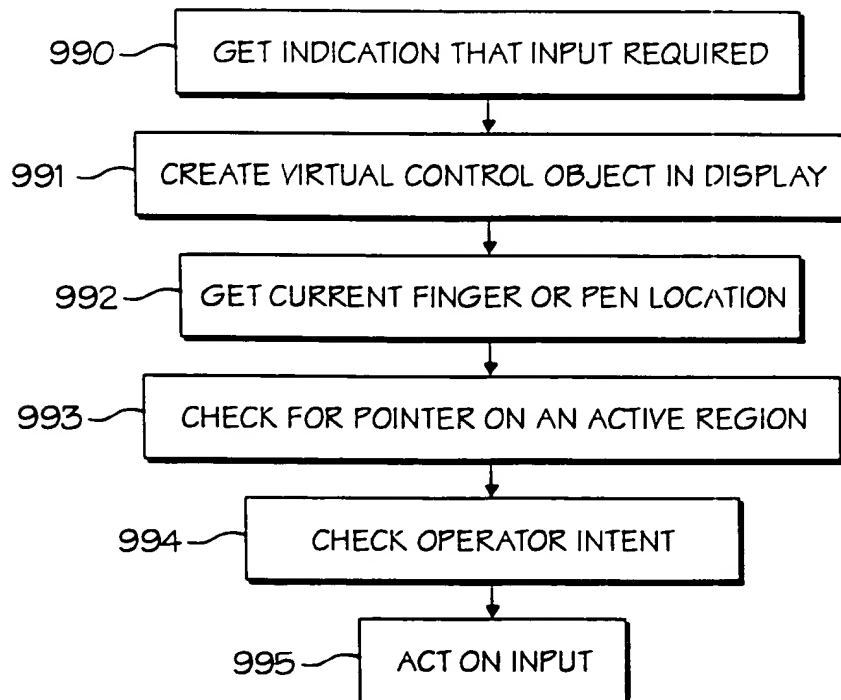 990 GET INDICATION THAT INPUT REQUIRED
991 CREATE VIRTUAL CONTROL OBJECT IN DISPLAY
992 GET CURRENT FINGER OR PEN LOCATION
993 CHECK FOR POINTER ON AN ACTIVE REGION
994 CHECK OPERATOR INTENT
995 ACT ON INPUT